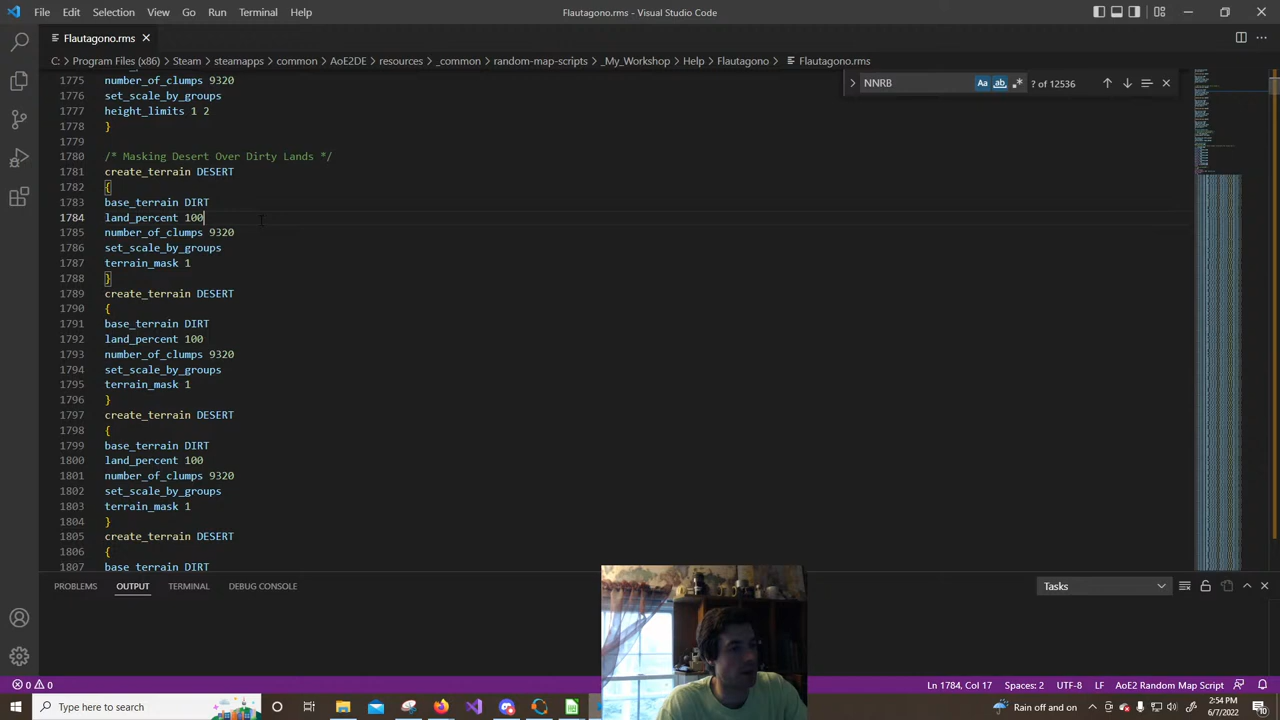 File Edit Selection View Go Run Terminal Help
Flautagono.rms - Visual Studio Code
Flautagono.rms
C: > Program Files (x86) > Steam > steamapps > common > AoE2DE > resources > _common > random-map-scripts > _My_Workshop > Help > Flautagono > Flautagono.rms
NNRB Aa ab ? of 12536
1775 number_of_clumps 9320
1776 set_scale_by_groups
1777 height_limits 1 2
1778 }
1779
1780 /* Masking Desert Over Dirty Lands */
1781 create_terrain DESERT
1782 {
1783 base_terrain DIRT
1784 land_percent 100
1785 number_of_clumps 9320
1786 set_scale_by_groups
1787 terrain_mask 1
1788 }
1789 create_terrain DESERT
1790 {
1791 base_terrain DIRT
1792 land_percent 100
1793 number_of_clumps 9320
1794 set_scale_by_groups
1795 terrain_mask 1
1796 }
1797 create_terrain DESERT
1798 {
1799 base_terrain DIRT
1800 land_percent 100
1801 number_of_clumps 9320
1802 set_scale_by_groups
1803 terrain_mask 1
1804 }
1805 create_terrain DESERT
1806 {
1807 base_terrain DIRT
PROBLEMS OUTPUT TERMINAL DEBUG CONSOLE
Tasks
0 0
Ln 1784, Col 17 Spaces: 2 UTF-8 LF AoE2 Random Map Script
Type here to search
Rain off and on
2:54 PM
6/7/2022